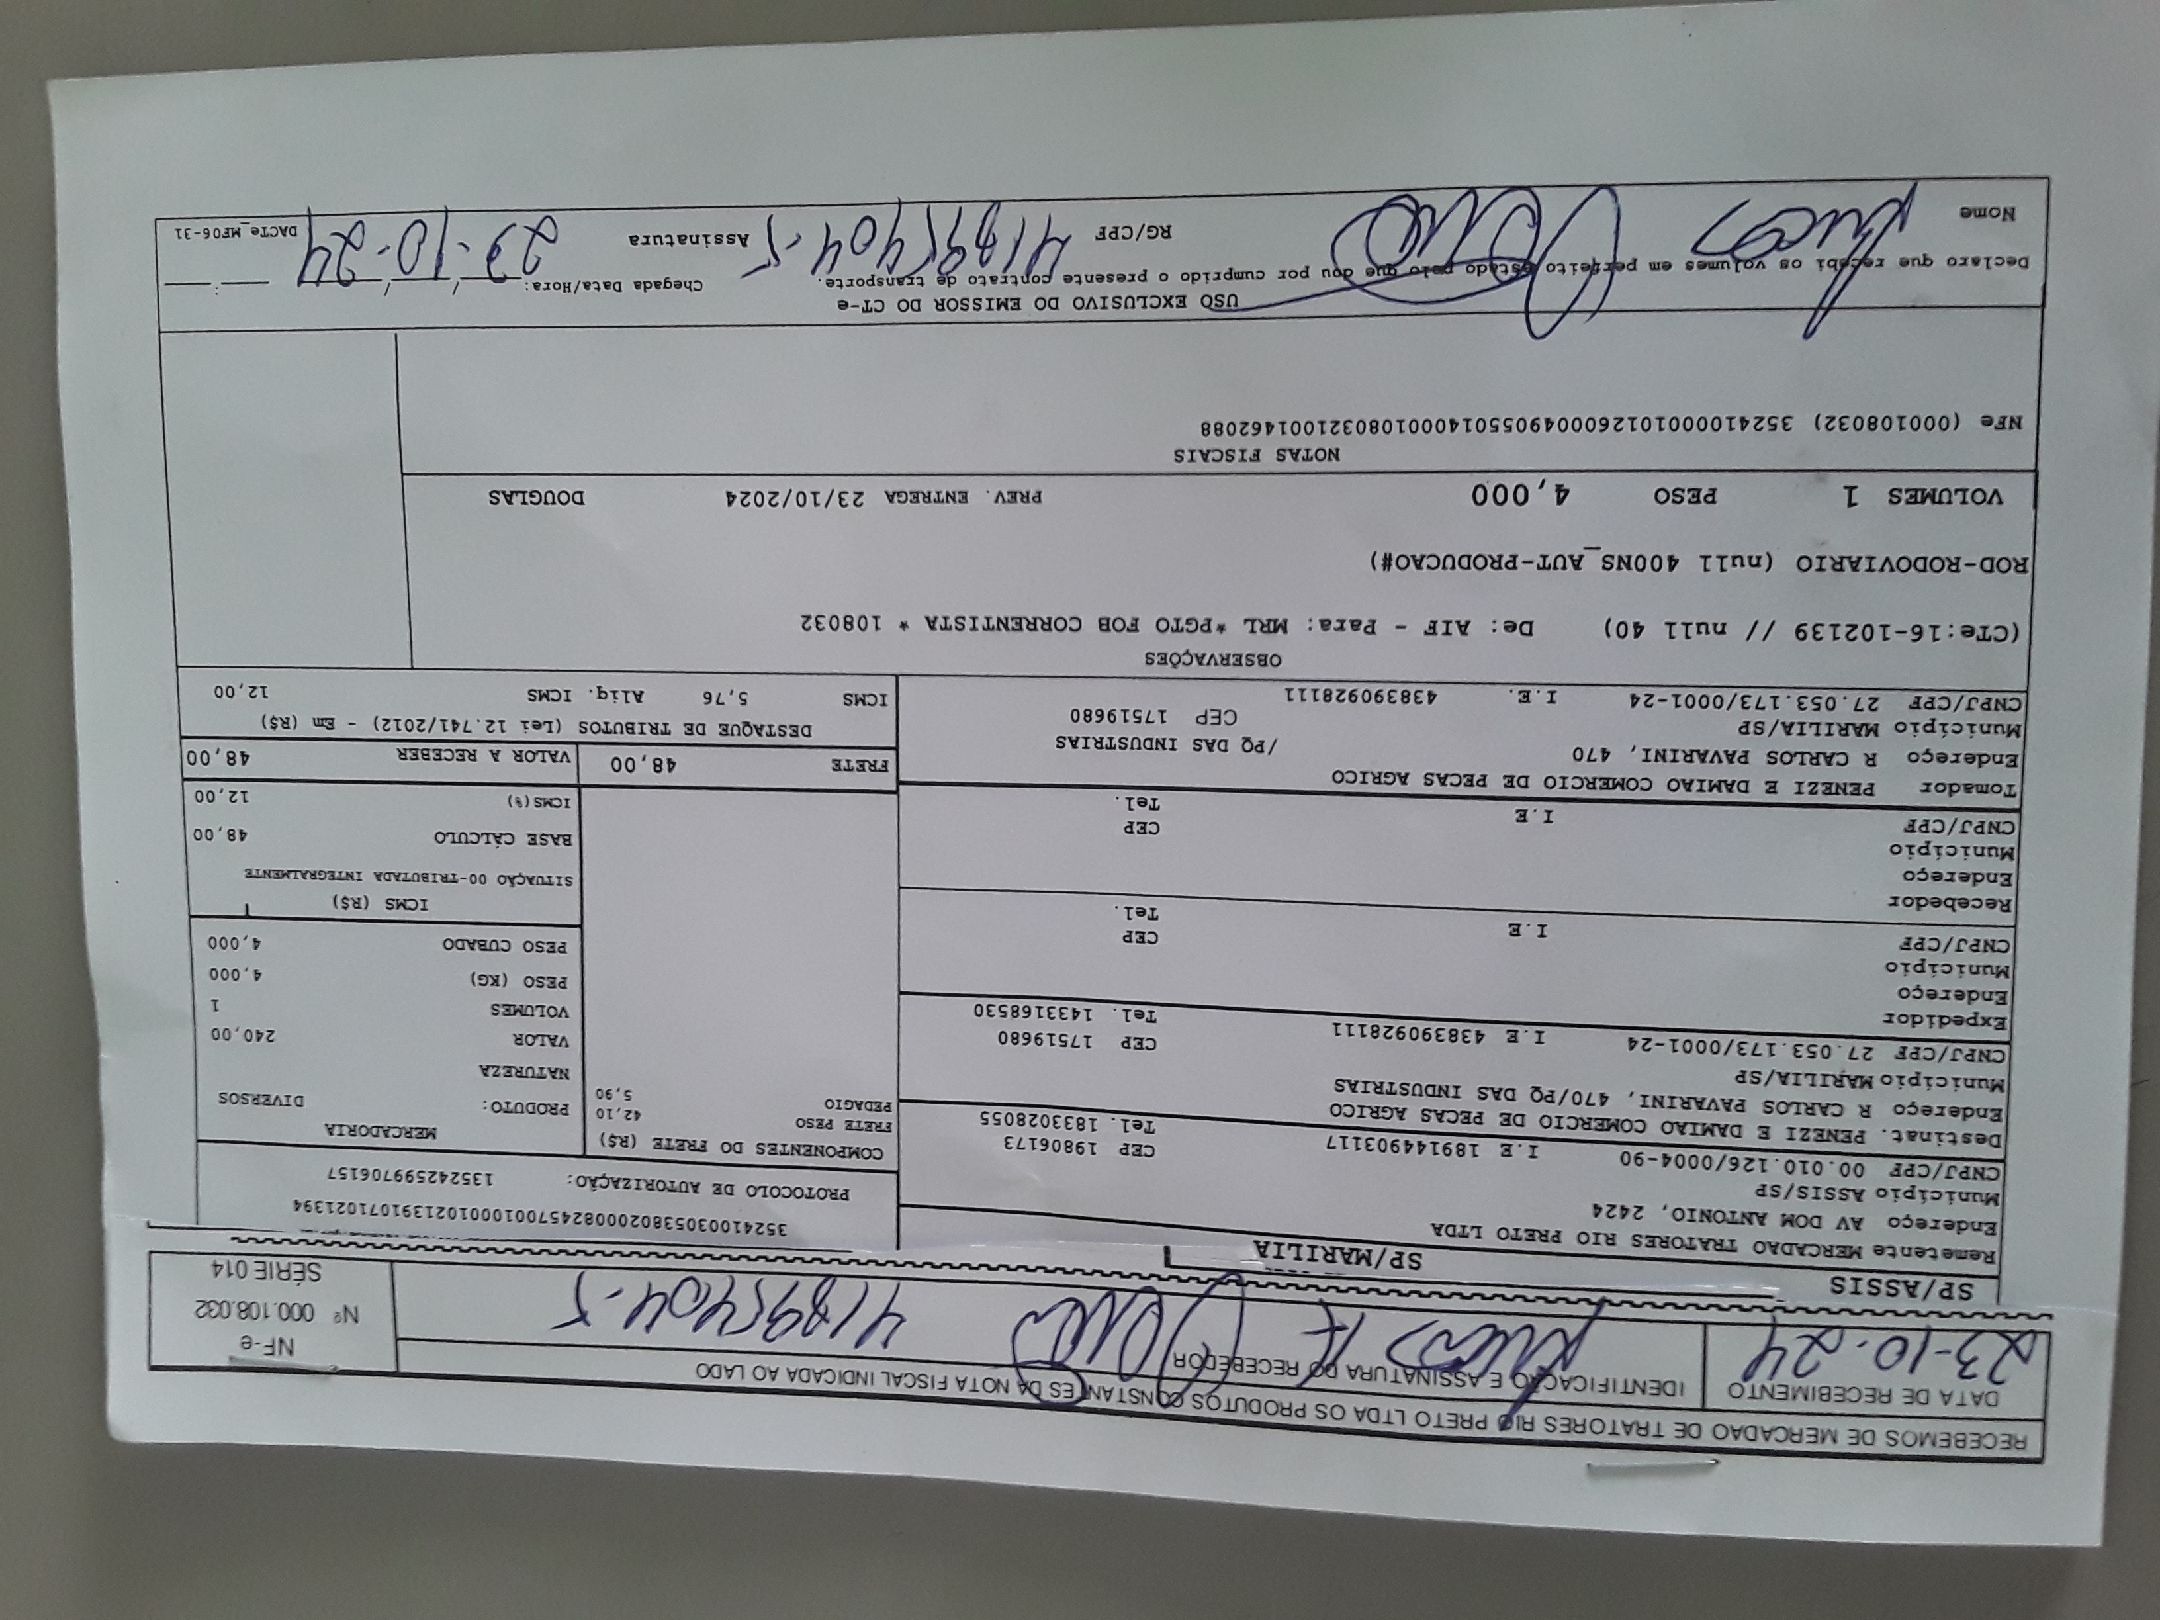 RECEBEMOS DE MERCADAO DE TRATORES RIO PRETO LTDA OS PRODUTOS CONSTANTES DA NOTA FISCAL INDICADA AO LADO
DATA DE RECEBIMENTO
23-10-24
IDENTIFICAÇÃO E ASSINATURA DO RECEBEDOR
NF-e
Nº 000.108.032
SÉRIE 014
SP/ASSIS
SP/MARILIA
Remetente MERCADAO TRATORES RIO PRETO LTDA
Endereço AV DOM ANTONIO, 2424
Município ASSIS/SP CEP 19806173
CNPJ/CPF 00.010.126/0004-90 I.E 189144903117 Tel. 1833028055
Destinat. PENEZI E DAMIAO COMERCIO DE PECAS AGRICO
Endereço R CARLOS PAVARINI, 470/PQ DAS INDUSTRIAS
Município MARILIA/SP CEP 17519680
CNPJ/CPF 27.053.173/0001-24 I.E 438390928111 Tel. 1433168530
Expedidor
Endereço
Município CEP
CNPJ/CPF I.E Tel.
Recebedor
Endereço
Município CEP
CNPJ/CPF I.E Tel.
Tomador PENEZI E DAMIAO COMERCIO DE PECAS AGRICO
Endereço R CARLOS PAVARINI, 470 /PQ DAS INDUSTRIAS
Município MARILIA/SP CEP 17519680
CNPJ/CPF 27.053.173/0001-24 I.E. 438390928111
35241003053802000824570010001021391071021394
PROTOCOLO DE AUTORIZAÇÃO: 135242599706157
COMPONENTES DO FRETE (R$)
FRETE PESO 42,10
PEDAGIO 5,90
MERCADORIA
PRODUTO: DIVERSOS
NATUREZA
VALOR 240,00
VOLUMES 1
PESO (KG) 4,000
PESO CUBADO 4,000
ICMS (R$)
SITUAÇÃO 00-TRIBUTADA INTEGRALMENTE
BASE CÁLCULO 48,00
ICMS(%) 12,00
FRETE 48,00 VALOR A RECEBER 48,00
DESTAQUE DE TRIBUTOS (Lei 12.741/2012) - Em (R$)
ICMS 5,76 Aliq. ICMS 12,00
OBSERVAÇÕES
(CTe:16-102139 // null 40) De: AIF - Para: MRL *PGTO FOB CORRENTISTA * 108032
ROD-RODOVIARIO (null 400NS_AUT-PRODUCAO#)
VOLUMES 1 PESO 4,000 PREV. ENTREGA 23/10/2024 DOUGLAS
NOTAS FISCAIS
NFe (000108032) 35241000010126000490550140001080321001462088
USO EXCLUSIVO DO EMISSOR DO CT-e
Declaro que recebi os volumes em perfeito estado pelo que dou por cumprido o presente contrato de transporte. Chegada Data/Hora: 23-10-24
Nome RG/CPF Assinatura
DACTe_MF06-31